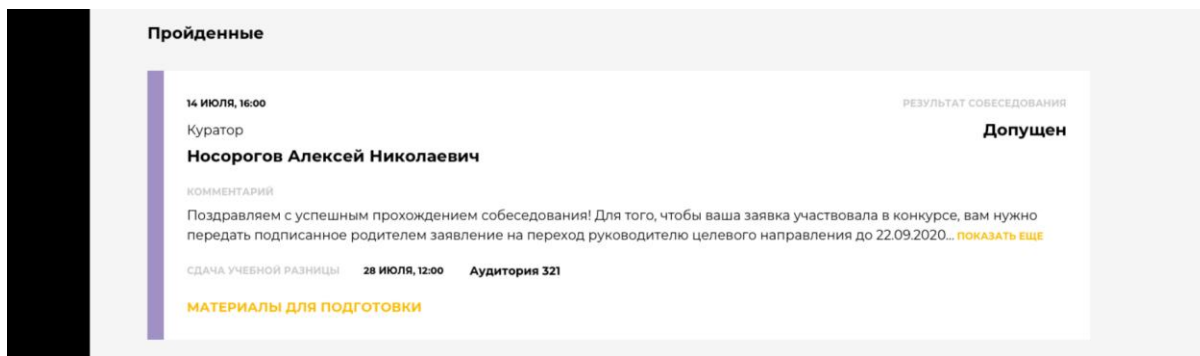 Пройденные
14 ИЮЛЯ, 16:00
РЕЗУЛЬТАТ СОБЕСЕДОВАНИЯ
Куратор
Допущен
Носорогов Алексей Николаевич
КОММЕНТАРИЙ
Поздравляем с успешным прохождением собеседования! Для того, чтобы ваша заявка участвовала в конкурсе, вам нужно
передать подписанное родителем заявление на переход руководителю целевого направления до 22.09.2020... ПОКАЗАТЬ ЕЩЕ
СДАЧА УЧЕБНОЙ РАЗНИЦЫ 28 ИЮЛЯ, 12:00 Аудитория 321
МАТЕРИАЛЫ ДЛЯ ПОДГОТОВКИ